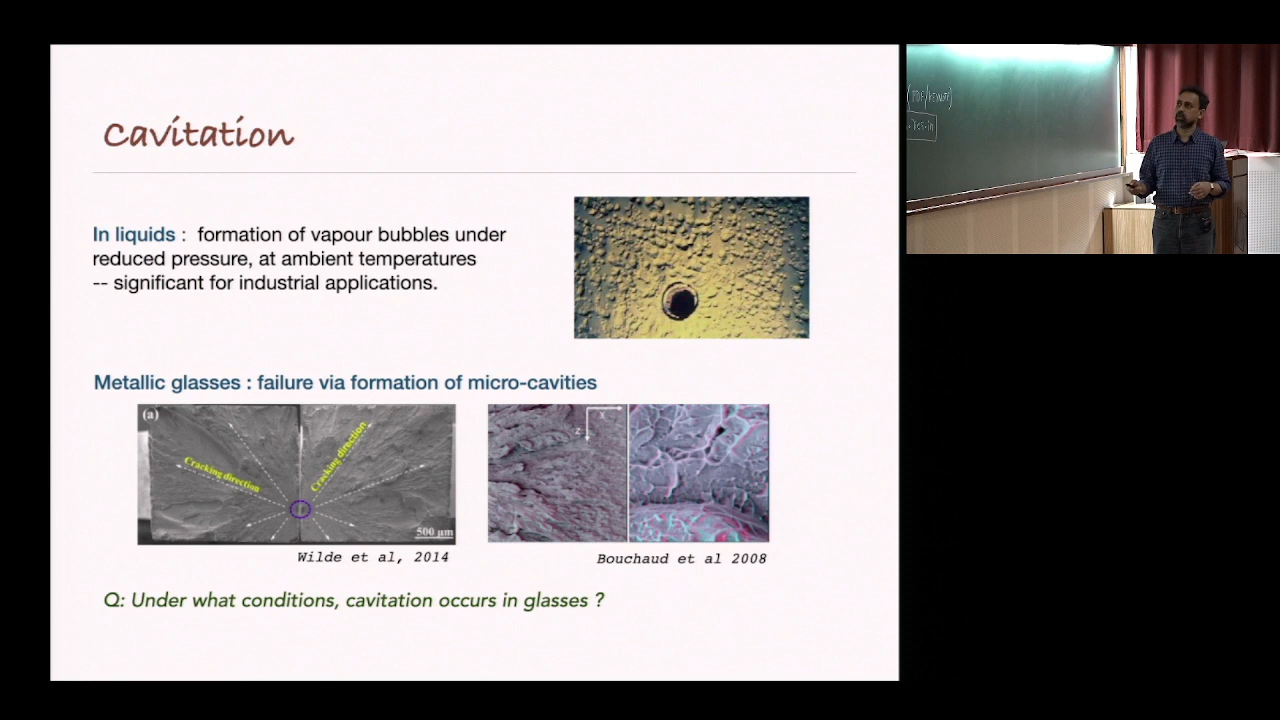 Cavitation
In liquids : formation of vapour bubbles under
reduced pressure, at ambient temperatures
-- significant for industrial applications.
Metallic glasses : failure via formation of micro-cavities
(a)
Cracking direction
Cracking direction
500 μm
x
z
Wilde et al, 2014
Bouchaud et al 2008
Q: Under what conditions, cavitation occurs in glasses ?